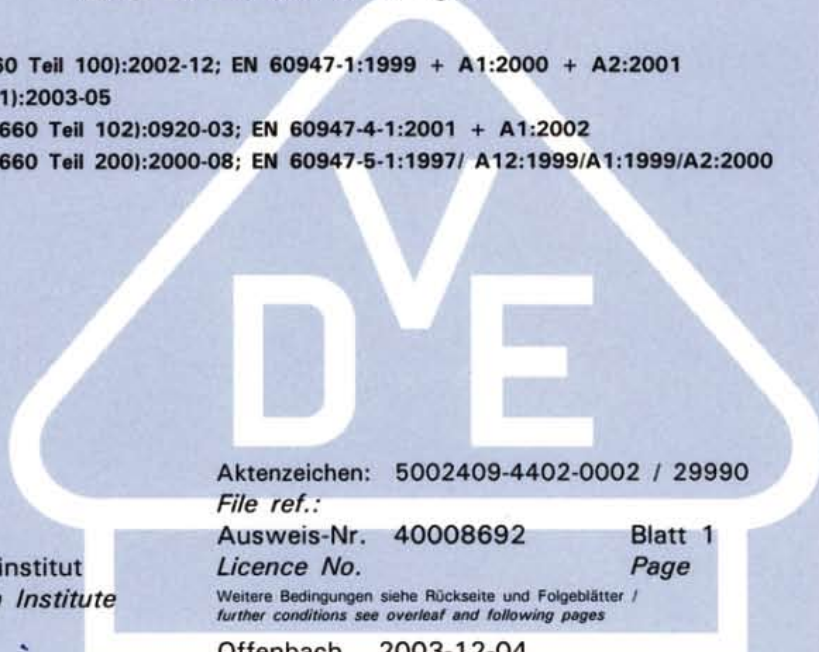 60 Teil 100):2002-12; EN 60947-1:1999 + A1:2000 + A2:2001
1):2003-05
660 Teil 102):0920-03; EN 60947-4-1:2001 + A1:2002
660 Teil 200):2000-08; EN 60947-5-1:1997/ A12:1999/A1:1999/A2:2000
VDE
Aktenzeichen: 5002409-4402-0002 / 29990
File ref.:
Ausweis-Nr. 40008692 Blatt 1
institut Licence No. Page
Institute Weitere Bedingungen siehe Rückseite und Folgeblätter /
further conditions see overleaf and following pages
Offenbach, 2003-12-04